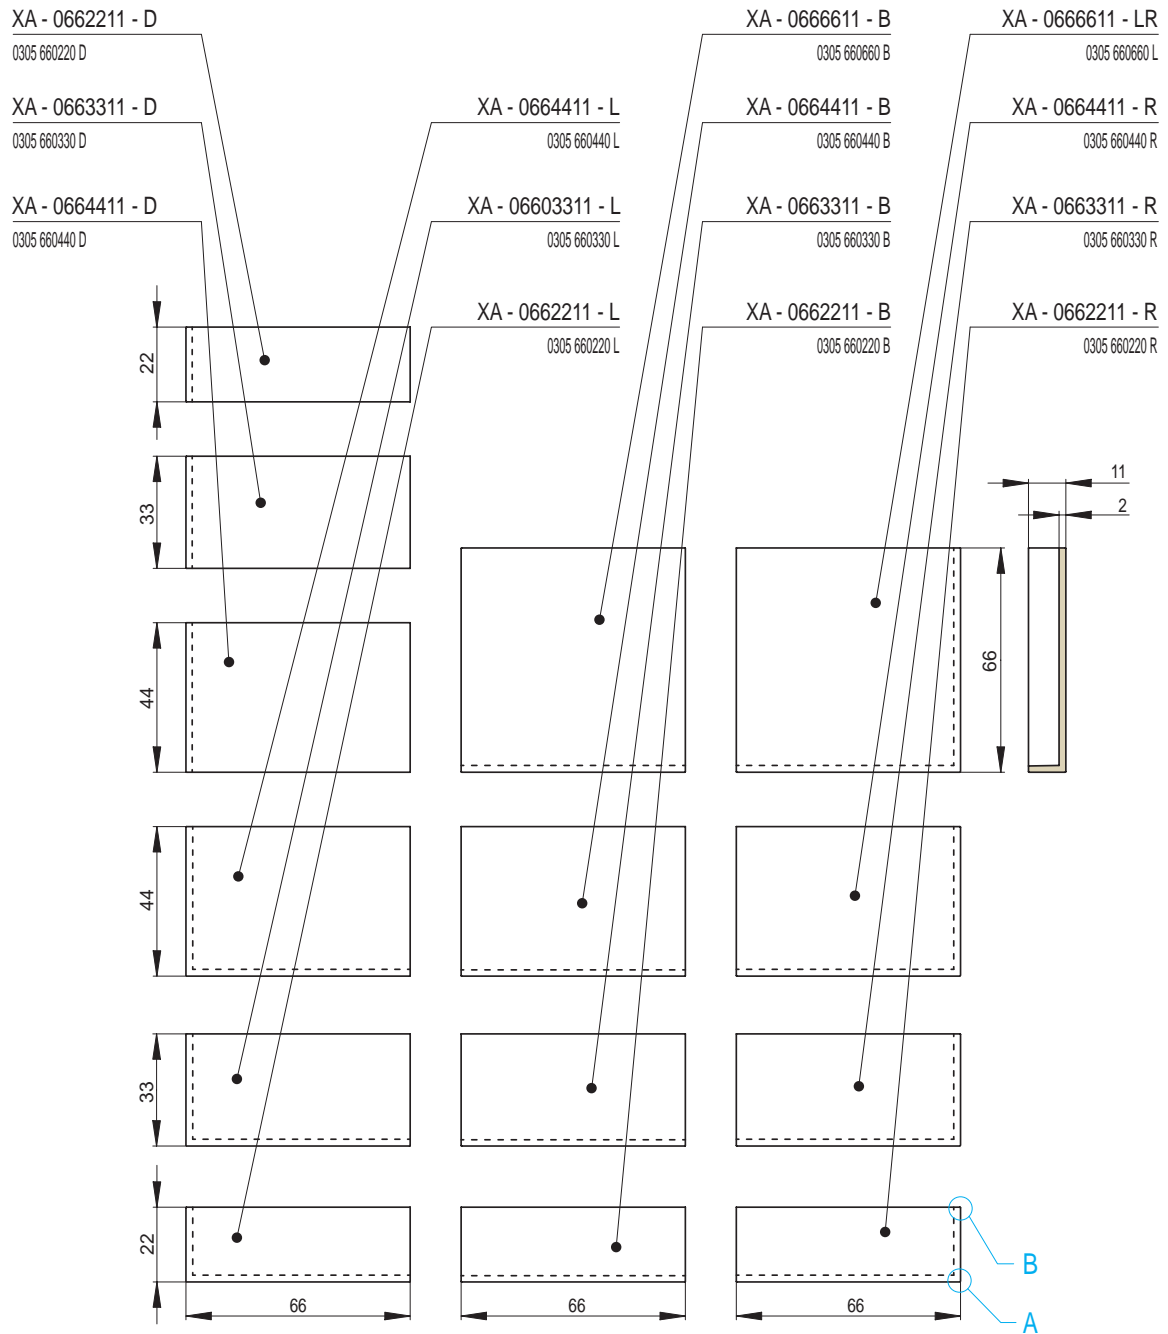 XA - 0662211 - D
0305 660220 D
XA - 0666611 - B
0305 660660 B
XA - 0666611 - LR
0305 660660 L
XA - 0663311 - D
0305 660330 D
XA - 0664411 - L
0305 660440 L
XA - 0664411 - B
0305 660440 B
XA - 0664411 - R
0305 660440 R
XA - 0664411 - D
0305 660440 D
XA - 06603311 - L
0305 660330 L
XA - 0663311 - B
0305 660330 B
XA - 0663311 - R
0305 660330 R
XA - 0662211 - L
0305 660220 L
XA - 0662211 - B
0305 660220 B
XA - 0662211 - R
0305 660220 R
22
33
11
2
44
66
44
33
22
B
66
66
66
A